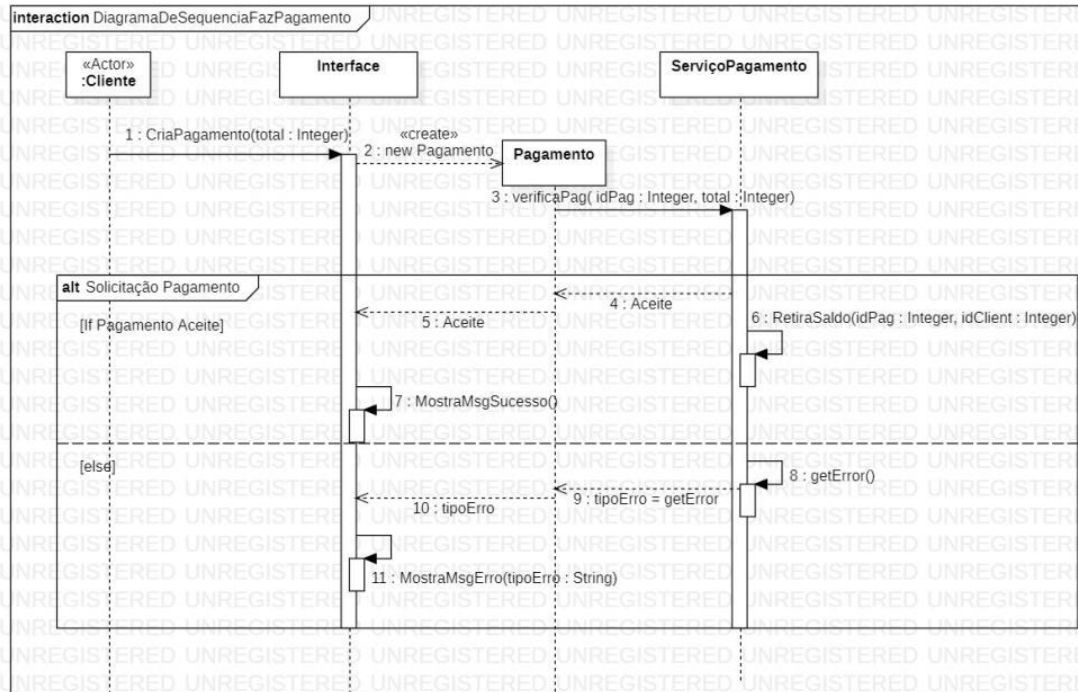 interaction DiagramaDeSequenciaFazPagamento
«Actor»
:Cliente
Interface
ServiçoPagamento
1 : CriaPagamento(total : Integer)
«create»
2 : new Pagamento
Pagamento
3 : verificaPag( idPag : Integer, total : Integer)
alt Solicitação Pagamento
[If Pagamento Aceite]
4 : Aceite
5 : Aceite
6 : RetiraSaldo(idPag : Integer, idClient : Integer)
7 : MostraMsgSucesso()
[else]
8 : getError()
9 : tipoErro = getError
10 : tipoErro
11 : MostraMsgErro(tipoErro : String)